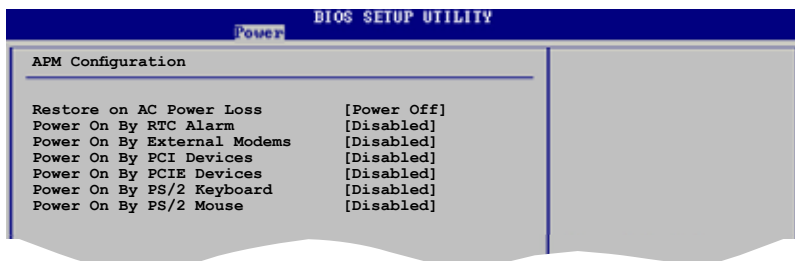 BIOS SETUP UTILITY
Power
APM Configuration
Restore on AC Power Loss [Power Off]
Power On By RTC Alarm [Disabled]
Power On By External Modems [Disabled]
Power On By PCI Devices [Disabled]
Power On By PCIE Devices [Disabled]
Power On By PS/2 Keyboard [Disabled]
Power On By PS/2 Mouse [Disabled]